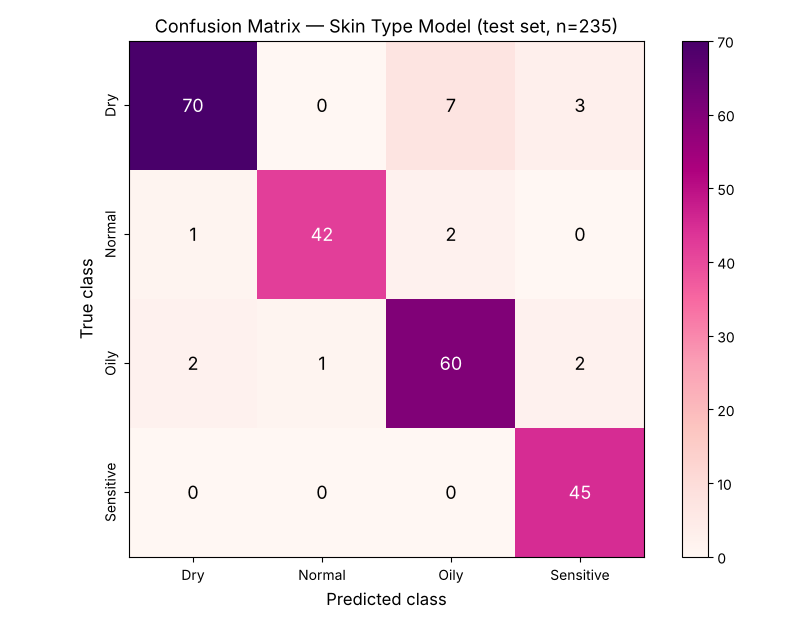 Confusion Matrix — Skin Type Model (test set, n=235)
True class
Dry
70 0 7 3
Normal
1 42 2 0
Oily
2 1 60 2
Sensitive
0 0 0 45
Dry Normal Oily Sensitive
Predicted class
70
60
50
40
30
20
10
0